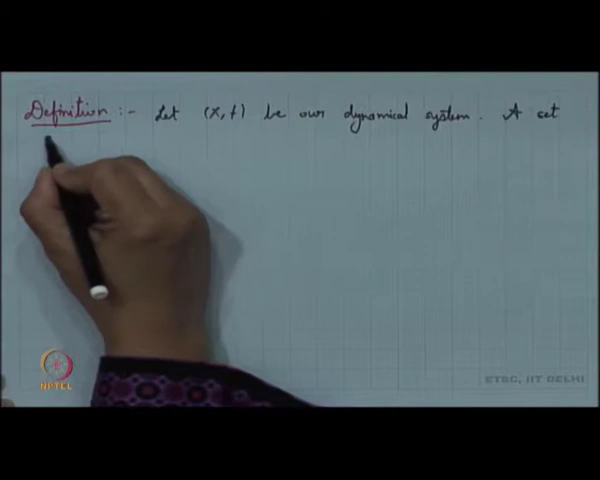 Definition :- Let (X, f) be our dynamical system. A set
NPTEL
ETSC, IIT DELHI